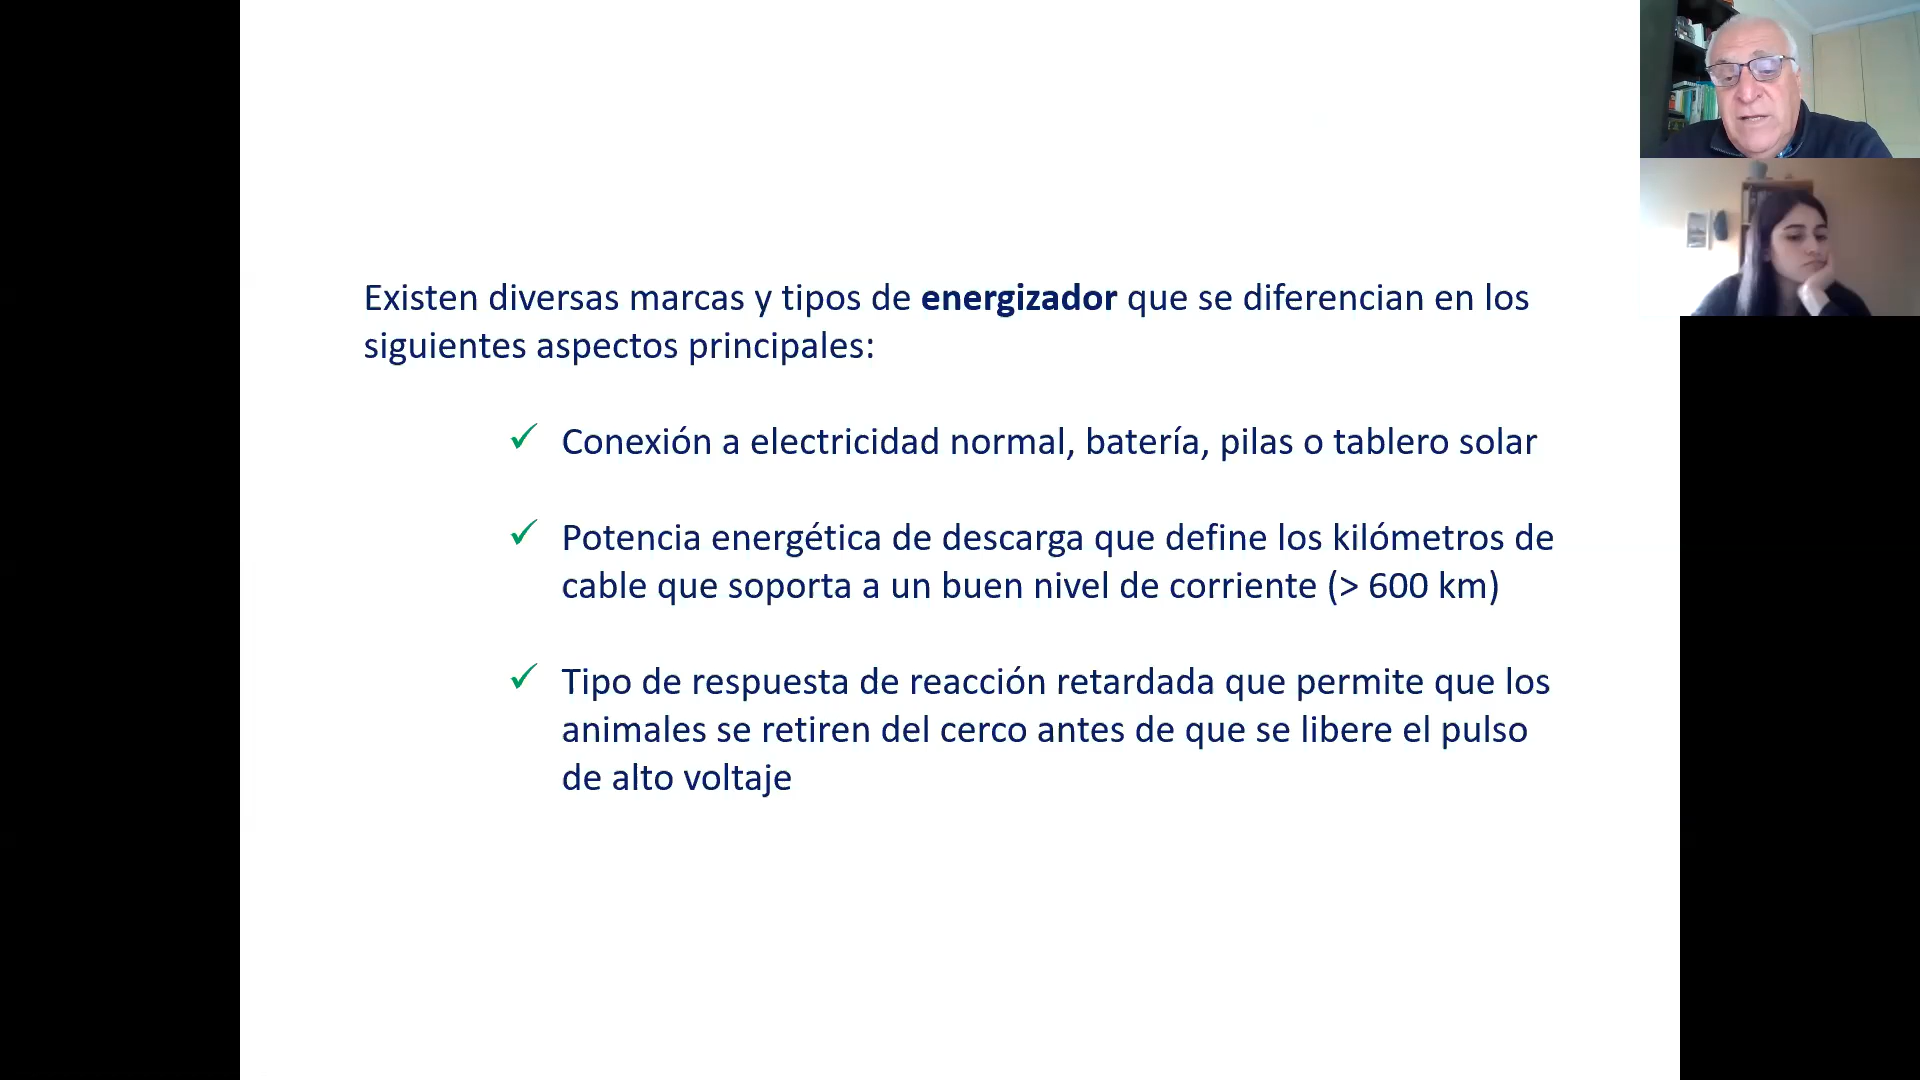 Existen diversas marcas y tipos de energizador que se diferencian en los
siguientes aspectos principales:
✓ Conexión a electricidad normal, batería, pilas o tablero solar
✓ Potencia energética de descarga que define los kilómetros de
cable que soporta a un buen nivel de corriente (> 600 km)
✓ Tipo de respuesta de reacción retardada que permite que los
animales se retiren del cerco antes de que se libere el pulso
de alto voltaje